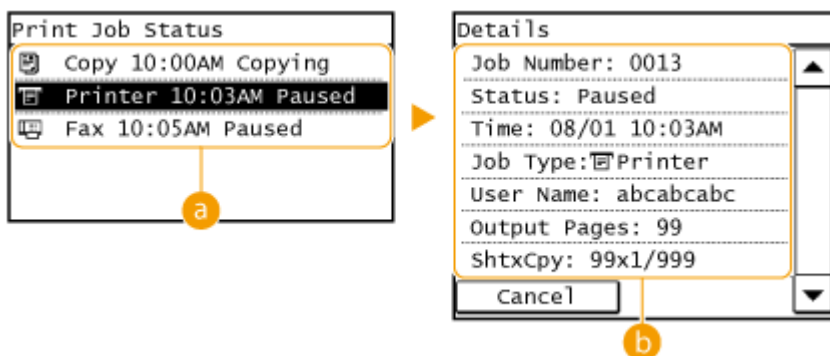 Print Job Status
Copy 10:00AM Copying
Printer 10:03AM Paused
Fax 10:05AM Paused
a
Details
Job Number: 0013
Status: Paused
Time: 08/01 10:03AM
Job Type:Printer
User Name: abcabcabc
Output Pages: 99
ShtxCpy: 99x1/999
Cancel
b